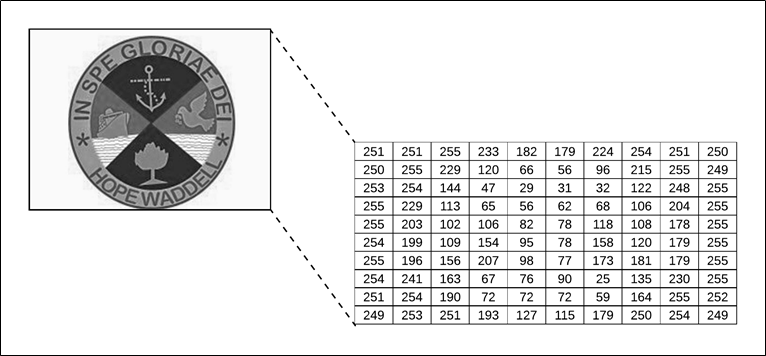 IN SPE GLORIAE DEI
HOPE WADDELL
251 251 255 233 182 179 224 254 251 250
250 255 229 120 66 56 96 215 255 249
253 254 144 47 29 31 32 122 248 255
255 229 113 65 56 62 68 106 204 255
255 203 102 106 82 78 118 108 178 255
254 199 109 154 95 78 158 120 179 255
255 196 156 207 98 77 173 181 179 255
254 241 163 67 76 90 25 135 230 255
251 254 190 72 72 72 59 164 255 252
249 253 251 193 127 115 179 250 254 249